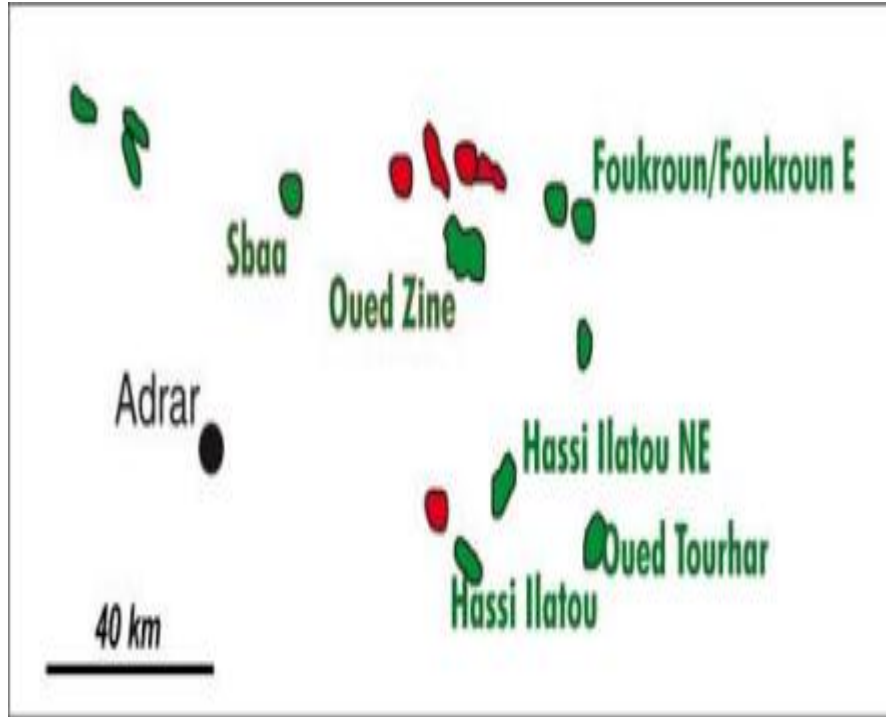 Foukroun/Foukroun E
Sbaa
Oued Zine
Adrar
Hassi Ilatou NE
Oued Tourhar
Hassi Ilatou
40 km